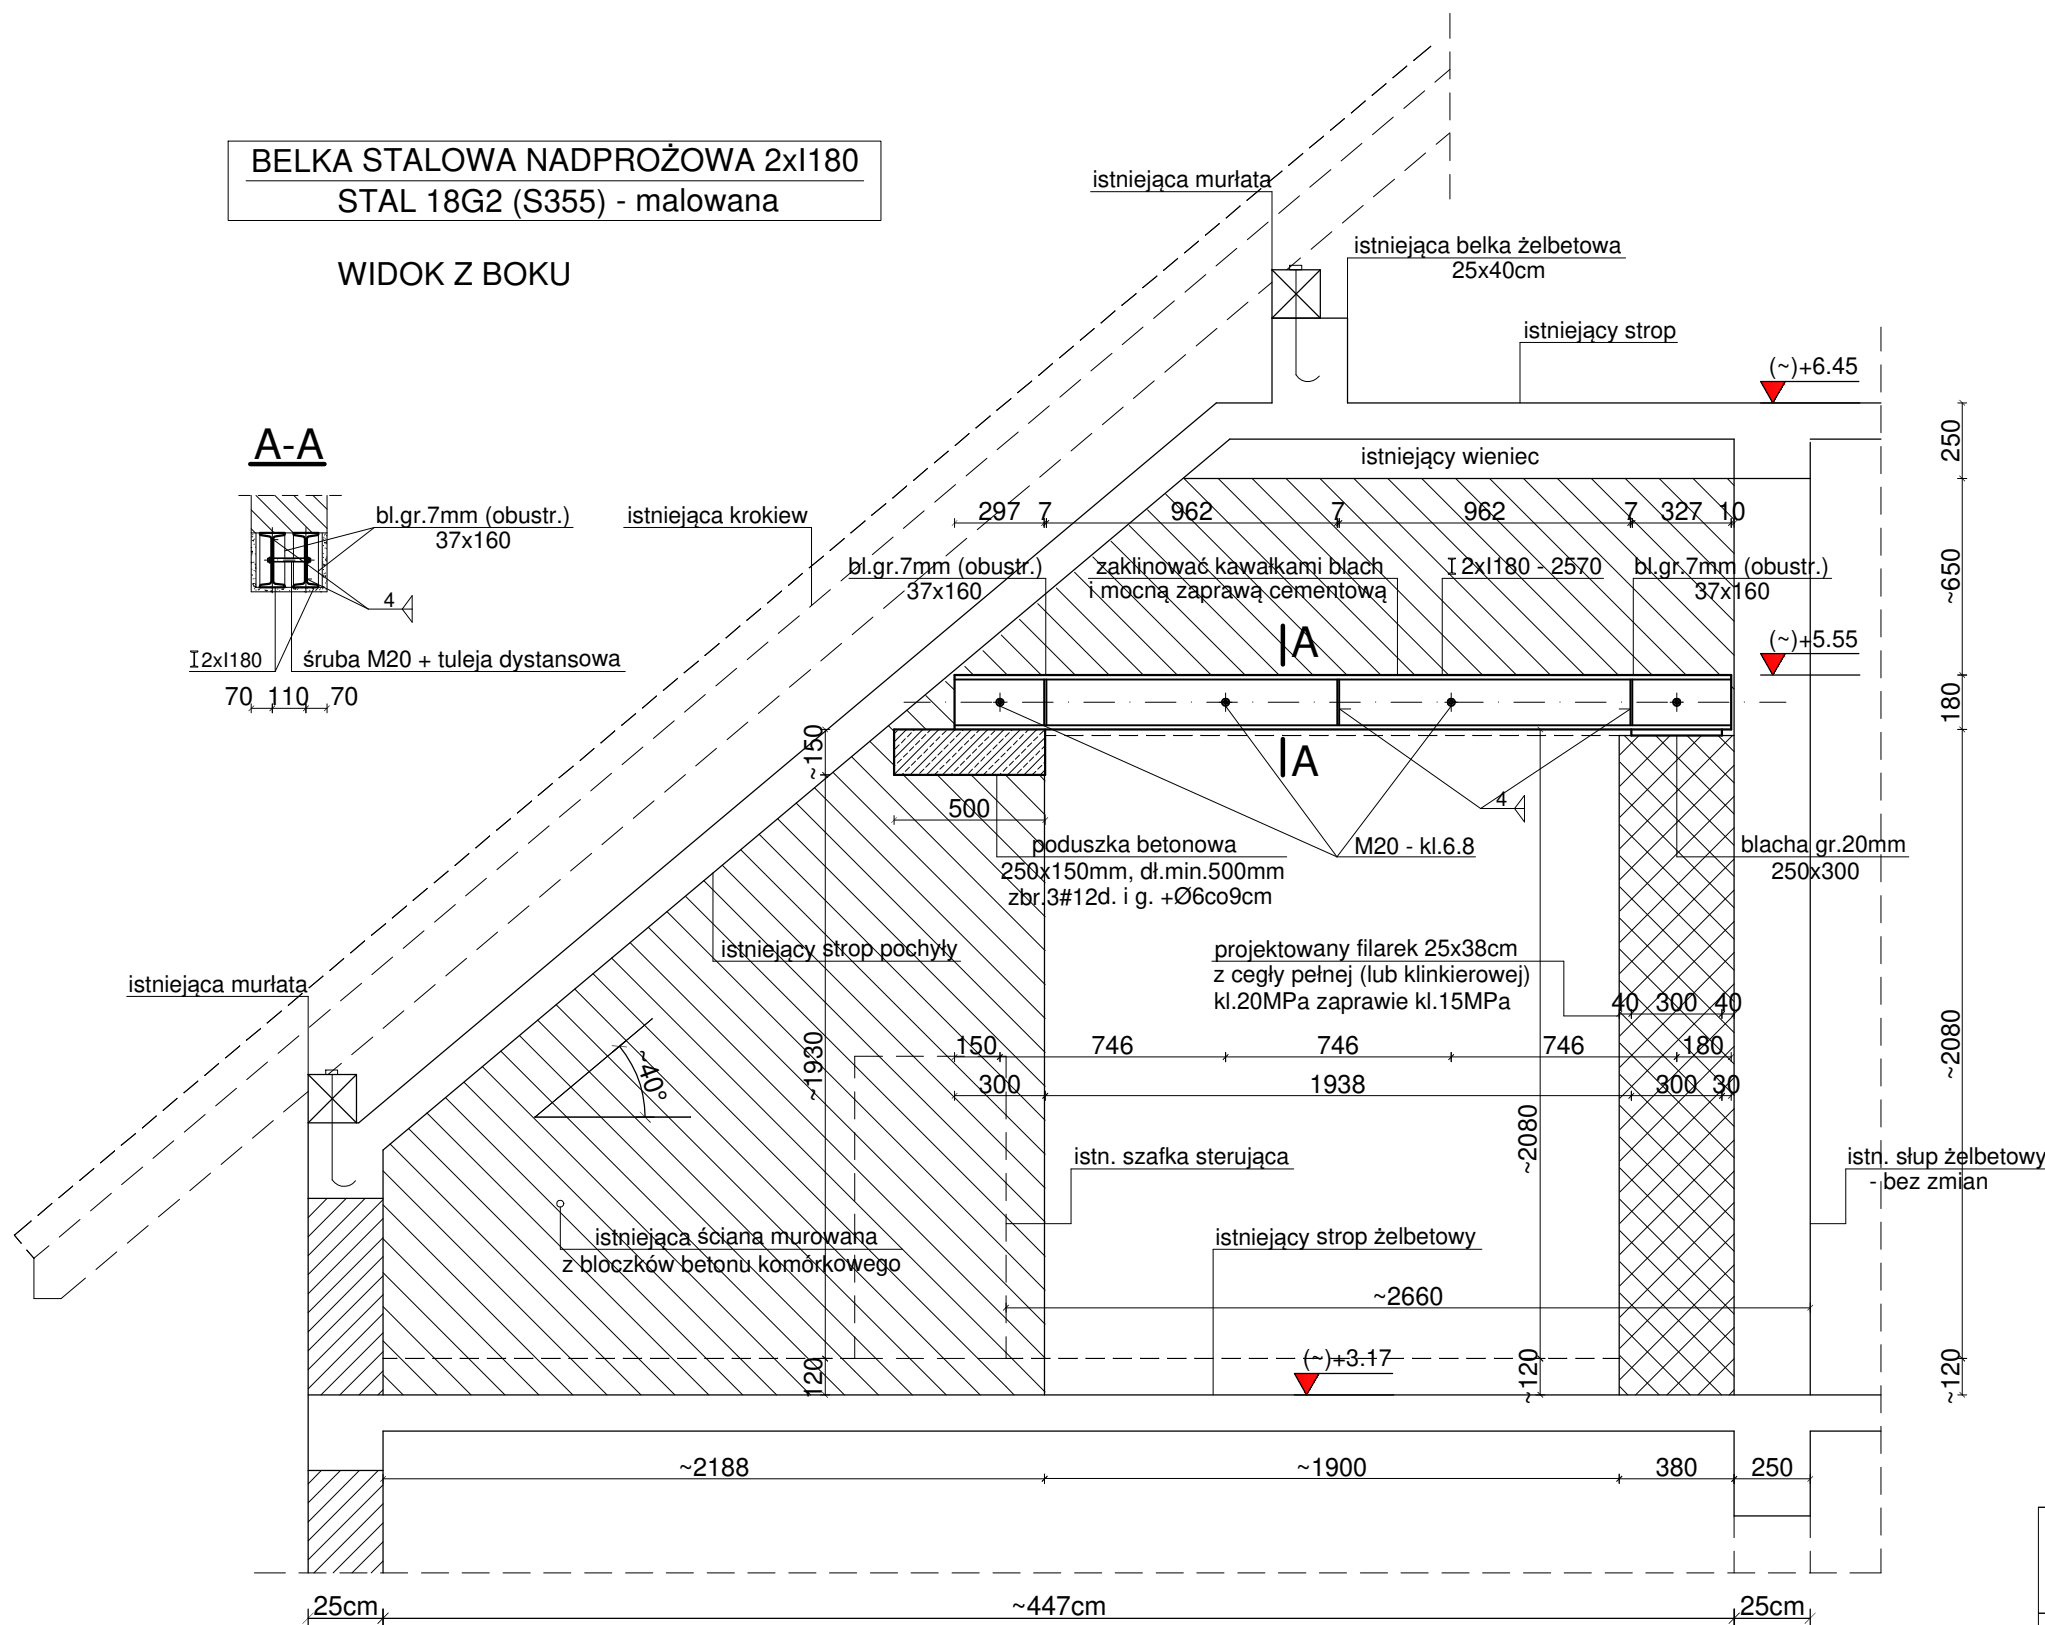 BELKA STALOWA NADPROŻOWA 2xI180
STAL 18G2 (S355) - malowana
WIDOK Z BOKU
istniejąca murłata
istniejąca belka żelbetowa
25x40cm
istniejący strop
(~)+6.45
250
A-A
bl.gr.7mm (obustr.)
37x160
4
I2xI180
śruba M20 + tuleja dystansowa
70 110 70
istniejąca krokiew
istniejący wieniec
297 7 962 7 962 7 327 10
bl.gr.7mm (obustr.)
37x160
zaklinować kawałkami blach
i mocną zaprawą cementową
I 2xI180 - 2570
bl.gr.7mm (obustr.)
37x160
~650
A
(~)+5.55
180
A
~150
500
4
poduszka betonowa
250x150mm, dł.min.500mm
zbr.3#12d. i g. +Ø6co9cm
M20 - kl.6.8
blacha gr.20mm
250x300
istniejący strop pochyły
projektowany filarek 25x38cm
z cegły pełnej (lub klinkierowej)
kl.20MPa zaprawie kl.15MPa
40 300 40
istniejąca murłata
~40°
~1930
150 746 746 746 180
300 1938 300 30
~2080
~2080
istn. szafka sterująca
istn. słup żelbetowy
- bez zmian
istniejąca ściana murowana
z bloczków betonu komórkowego
istniejący strop żelbetowy
~2660
(~)+3.17
120
~120
~120
~2188 ~1900 380 250
25cm ~447cm 25cm